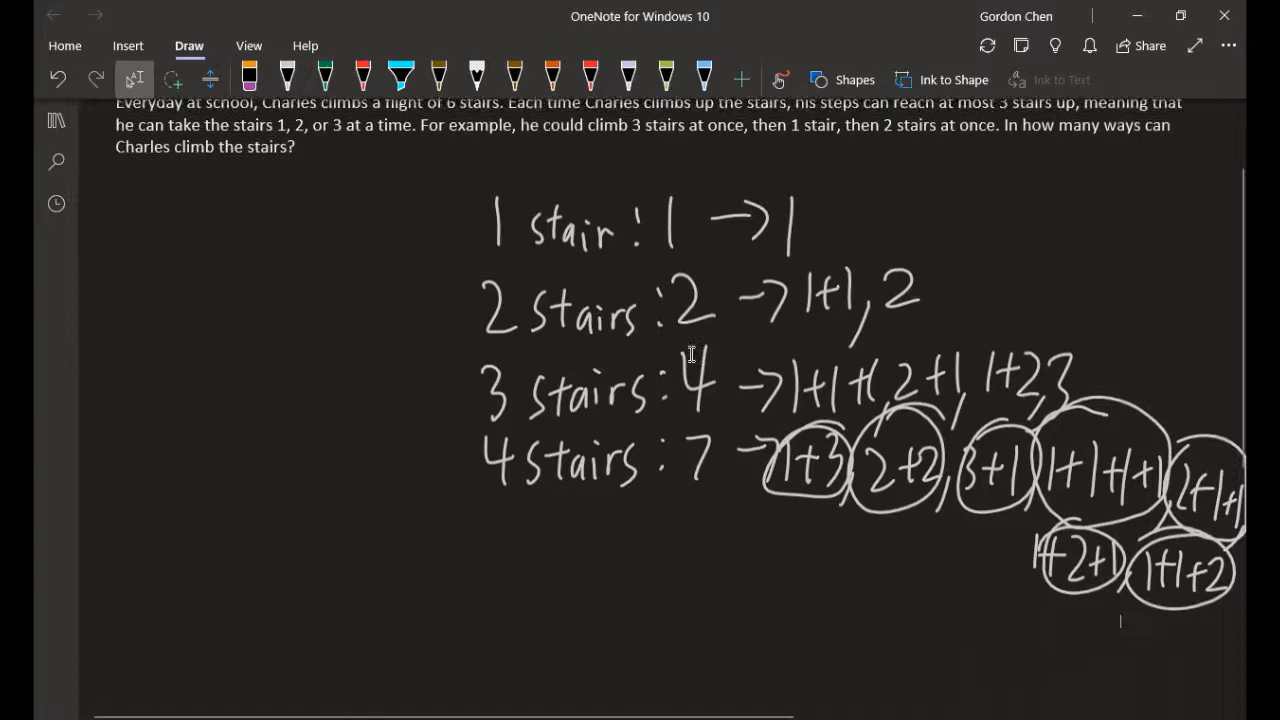 OneNote for Windows 10
Gordon Chen
Home Insert Draw View Help
Share
Shapes Ink to Shape Ink to Text
Everyday at school, Charles climbs a flight of 6 stairs. Each time Charles climbs up the stairs, his steps can reach at most 3 stairs up, meaning that
he can take the stairs 1, 2, or 3 at a time. For example, he could climb 3 stairs at once, then 1 stair, then 2 stairs at once. In how many ways can
Charles climb the stairs?
1 stair : 1 → 1
2 stairs : 2 → 1+1, 2
3 stairs : 4 → 1+1+1, 2+1, 1+2, 3
4 stairs : 7 → 1+3, 2+2, 3+1, 1+1+1+1, 2+1+1
1+2+1, 1+1+2